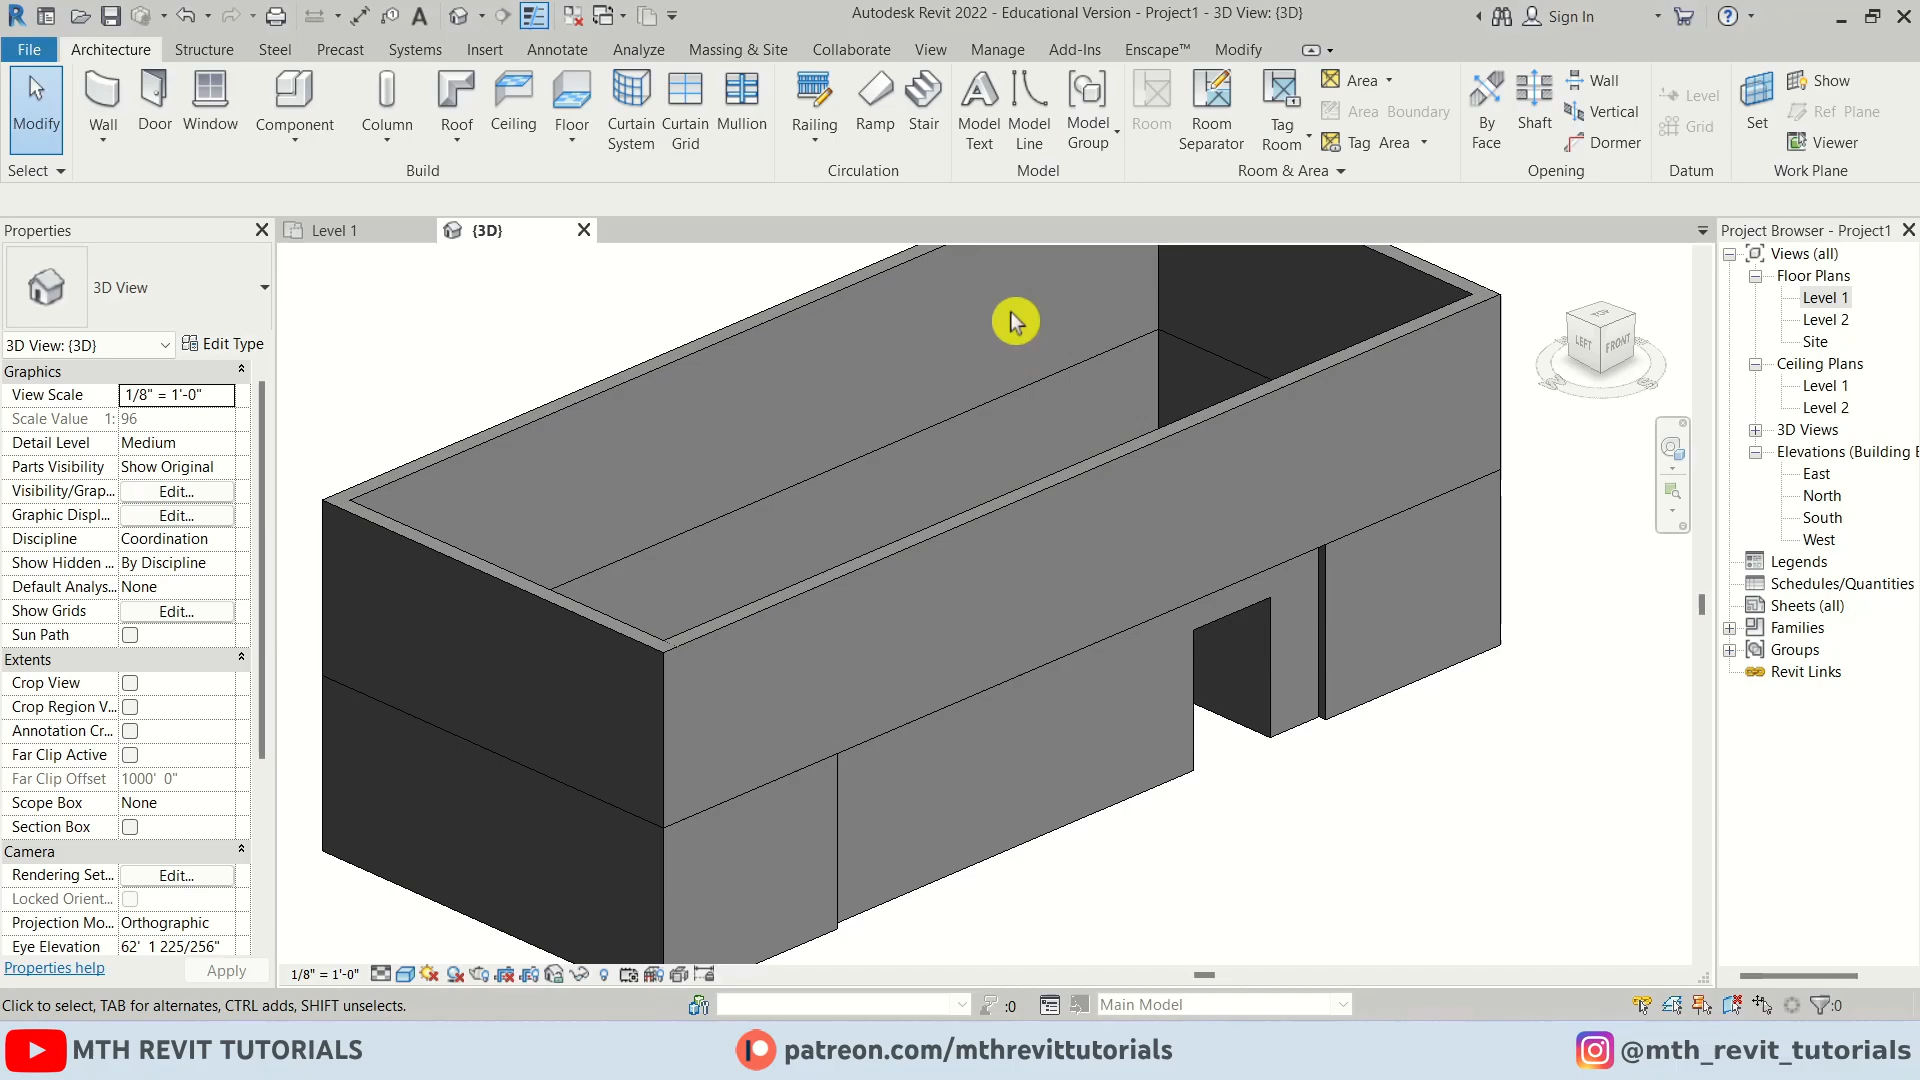 Autodesk Revit 2022 - Educational Version - Project1 - 3D View: {3D}
Sign In
File Architecture Structure Steel Precast Systems Insert Annotate Analyze Massing & Site Collaborate View Manage Add-Ins Enscape™ Modify
Modify
Wall
Door
Window
Component
Column
Roof
Ceiling
Floor
Curtain System
Curtain Grid
Mullion
Railing
Ramp
Stair
Model Text
Model Line
Model Group
Room
Room Separator
Tag Room
Area
Area Boundary
Tag Area
By Face
Shaft
Wall
Vertical
Dormer
Level
Grid
Set
Show
Ref Plane
Viewer
Select
Build
Circulation
Model
Room & Area
Opening
Datum
Work Plane
Properties
Level 1
{3D}
3D View
3D View: {3D}
Edit Type
Graphics
View Scale 1/8" = 1'-0"
Scale Value 1: 96
Detail Level Medium
Parts Visibility Show Original
Visibility/Grap... Edit...
Graphic Displ... Edit...
Discipline Coordination
Show Hidden ... By Discipline
Default Analys... None
Show Grids Edit...
Sun Path
Extents
Crop View
Crop Region V...
Annotation Cr...
Far Clip Active
Far Clip Offset 1000' 0"
Scope Box None
Section Box
Camera
Rendering Set... Edit...
Locked Orient...
Projection Mo... Orthographic
Eye Elevation 62' 1 225/256"
Properties help
Apply
TOP
LEFT
FRONT
Project Browser - Project1
Views (all)
Floor Plans
Level 1
Level 2
Site
Ceiling Plans
Level 1
Level 2
3D Views
Elevations (Building E
East
North
South
West
Legends
Schedules/Quantities
Sheets (all)
Families
Groups
Revit Links
1/8" = 1'-0"
Click to select, TAB for alternates, CTRL adds, SHIFT unselects.
:0
Main Model
:0
MTH REVIT TUTORIALS
patreon.com/mthrevittutorials
@mth_revit_tutorials